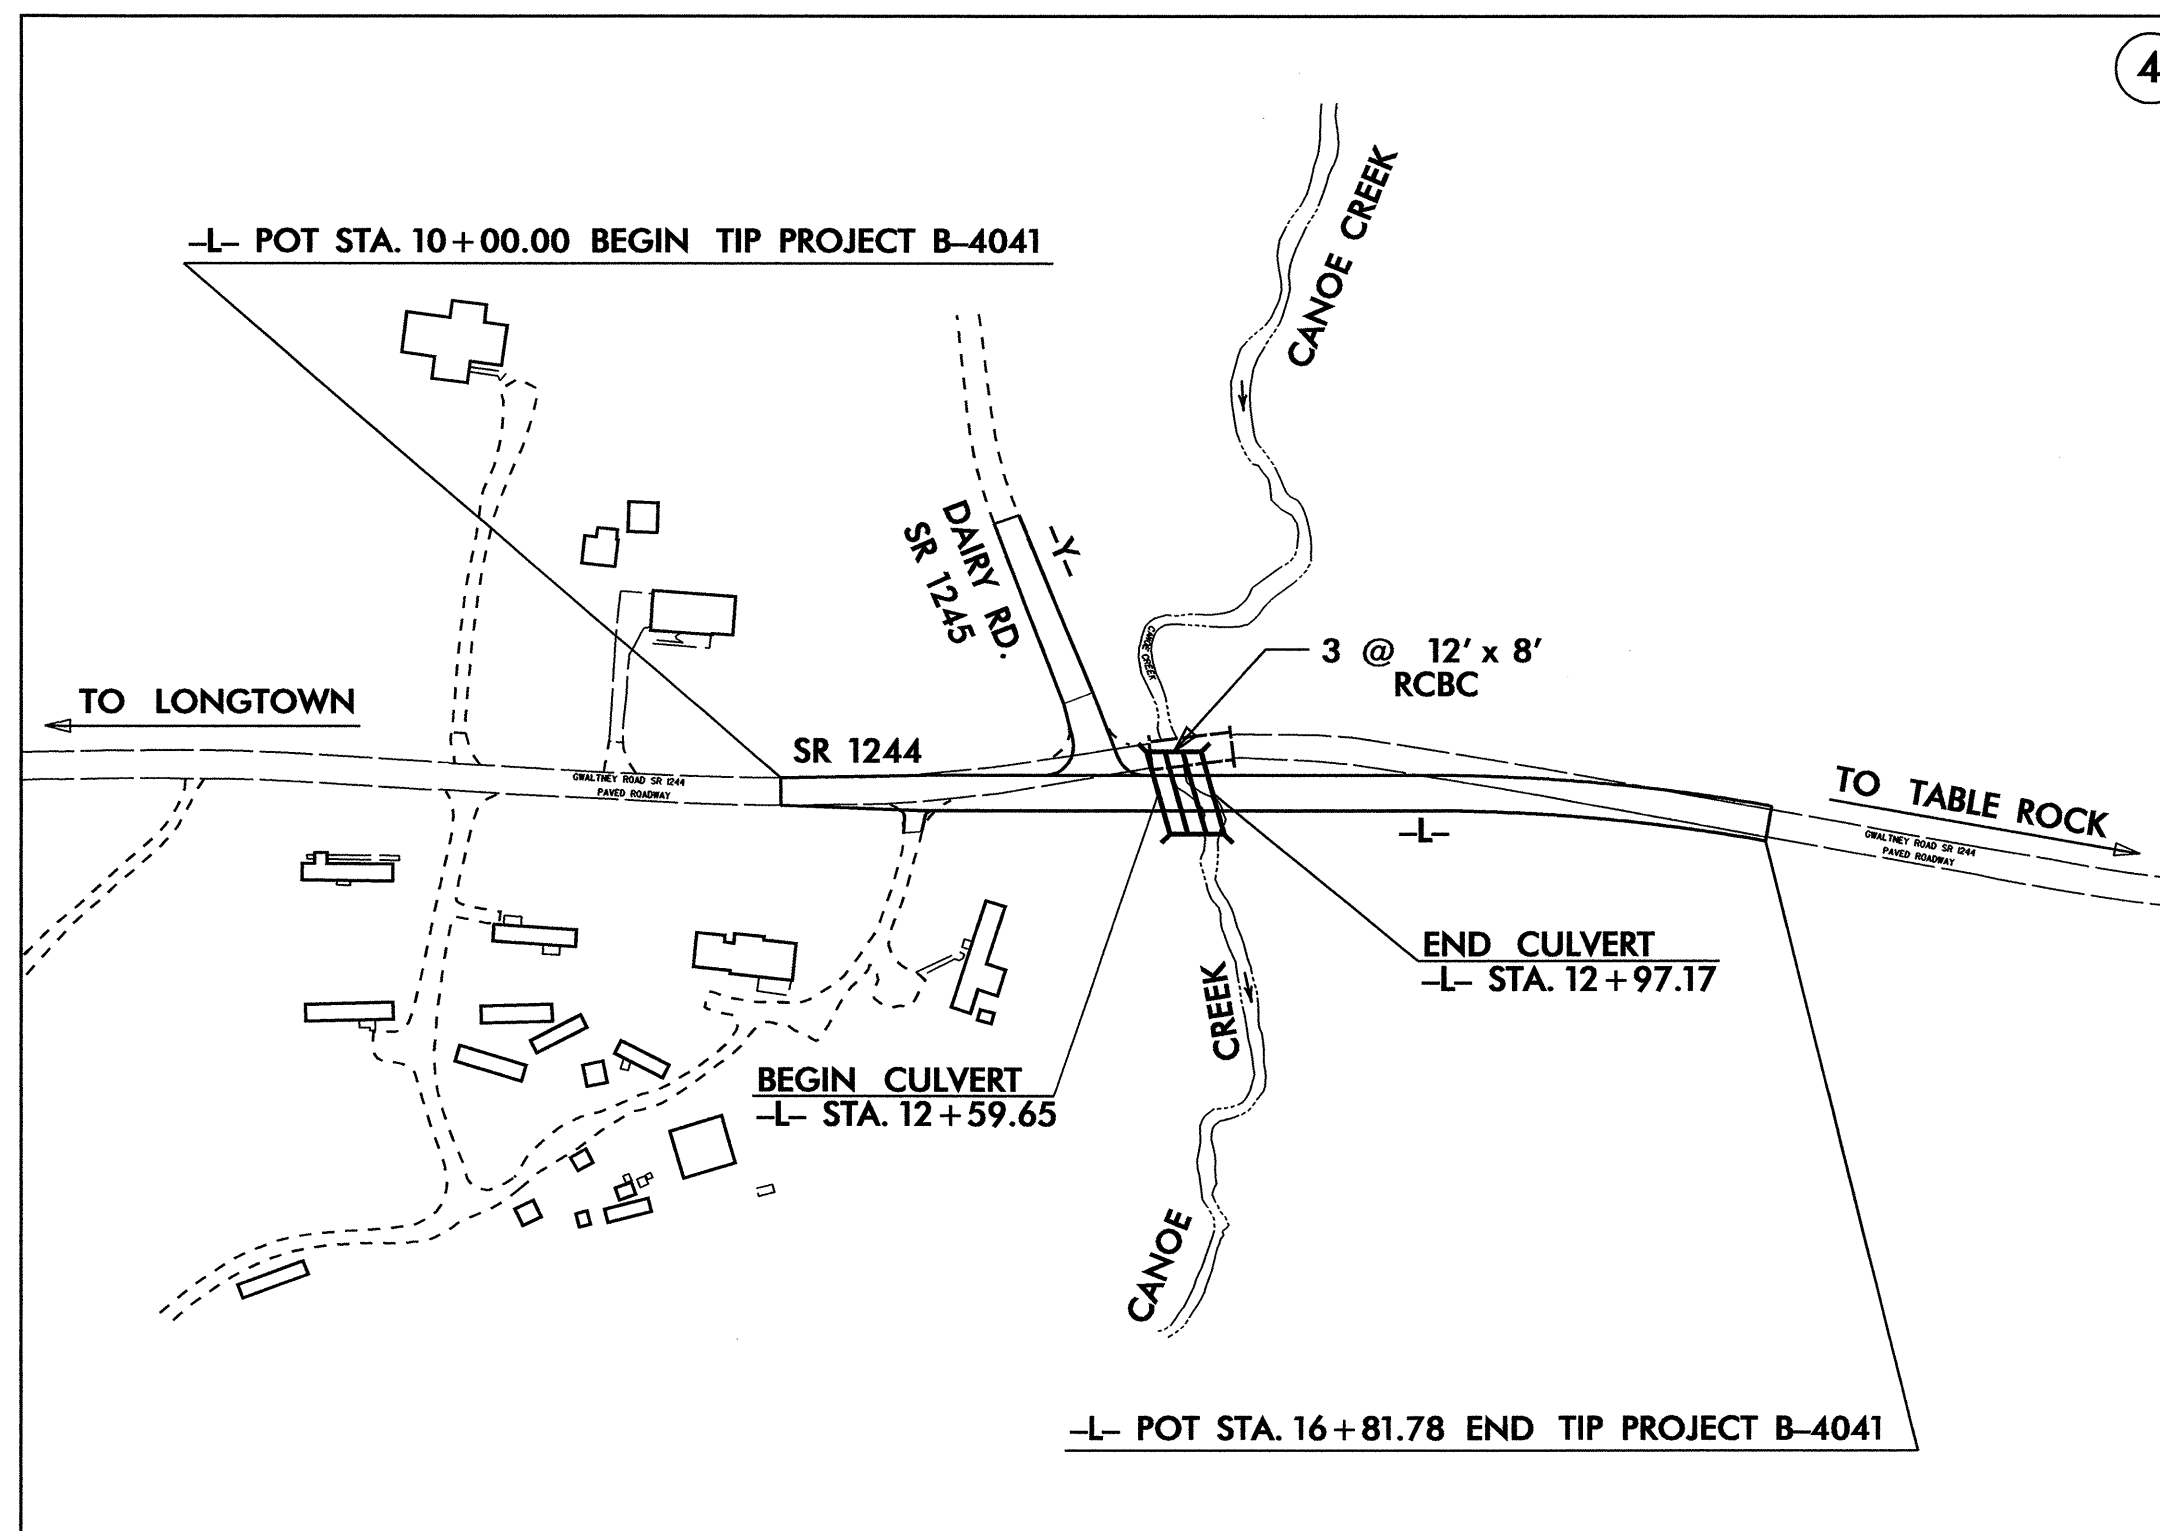 4
CANOE CREEK
–L– POT STA. 10+00.00 BEGIN TIP PROJECT B–4041
DAIRY RD.
SR 1245
–Y–
CANOE CREEK
3 @ 12' x 8'
RCBC
TO LONGTOWN
SR 1244
GWALTNEY ROAD SR 1244
PAVED ROADWAY
TO TABLE ROCK
–L–
GWALTNEY ROAD SR 1244
PAVED ROADWAY
END CULVERT
–L– STA. 12+97.17
CANOE CREEK
BEGIN CULVERT
–L– STA. 12+59.65
–L– POT STA. 16+81.78 END TIP PROJECT B–4041